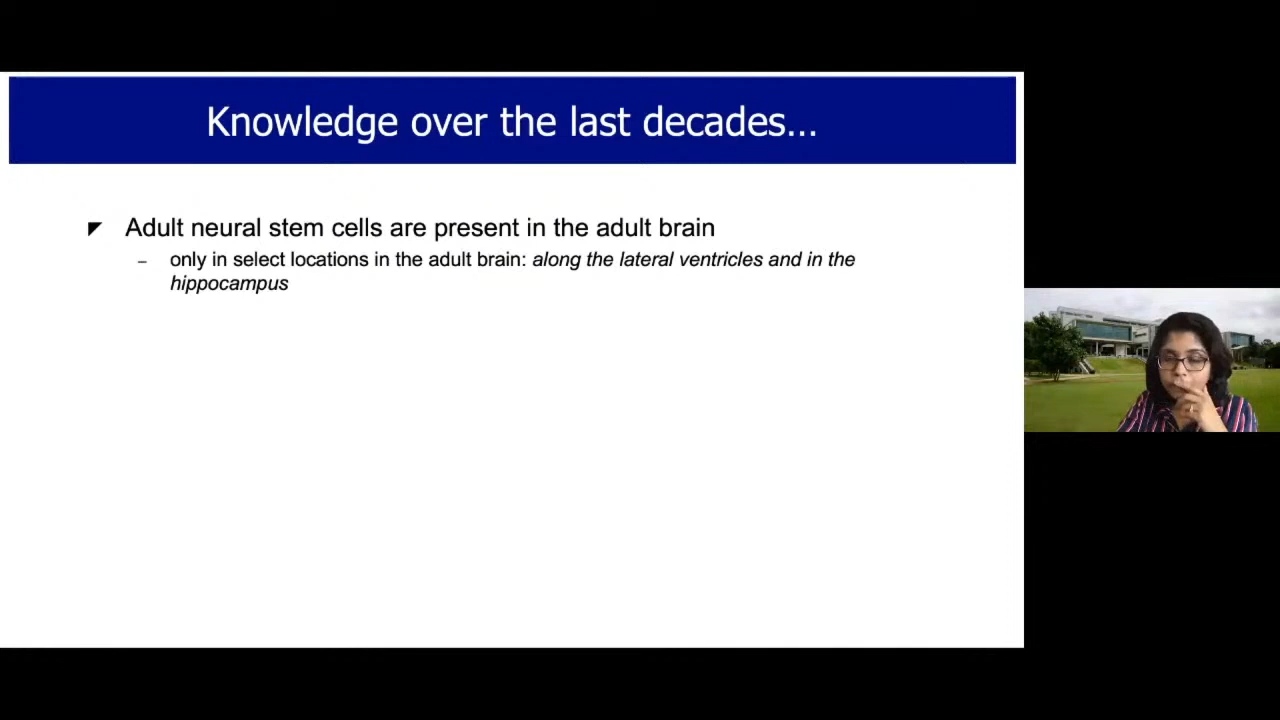 Knowledge over the last decades...
Adult neural stem cells are present in the adult brain
– only in select locations in the adult brain: along the lateral ventricles and in the
hippocampus